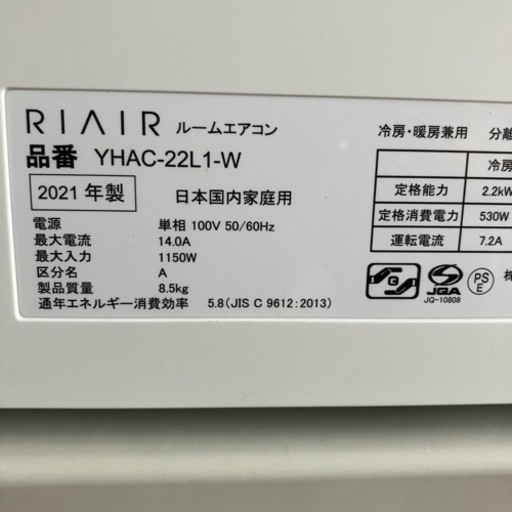 RIAIR ルームエアコン
冷房・暖房兼用 分離
品番 YHAC-22L1-W
2021 年製 日本国内家庭用
電源 単相 100V 50/60Hz
最大電流 14.0A
最大入力 1150W
区分名 A
製品質量 8.5kg
通年エネルギー消費効率 5.8 (JIS C 9612:2013)
冷房
定格能力 2.2kW
定格消費電力 530W
運転電流 7.2A
JQA
JQ-10808
PS
E
株